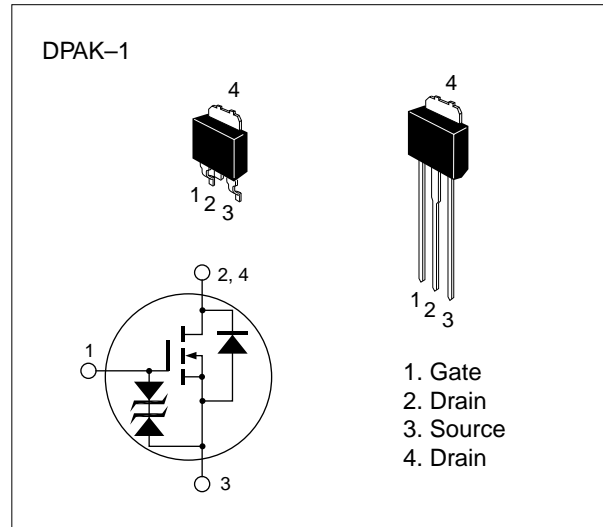 DPAK–1
4
4
1 2 3
1 2 3
2, 4
1
3
1. Gate
2. Drain
3. Source
4. Drain